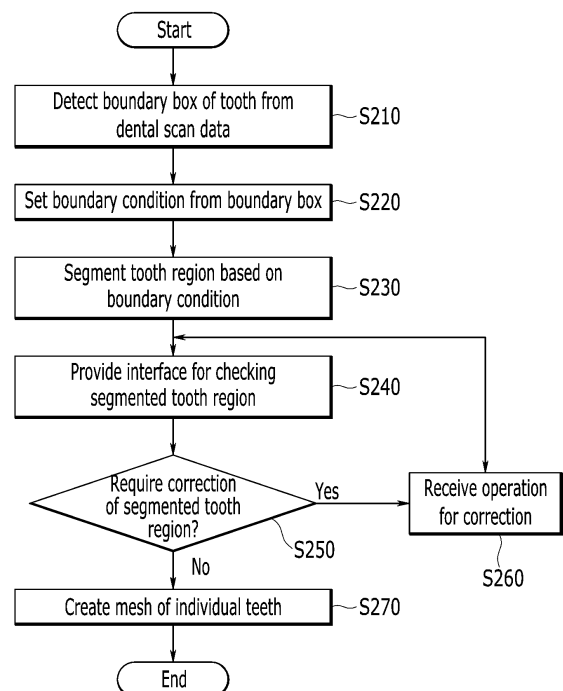 Start
Detect boundary box of tooth from
dental scan data
S210
Set boundary condition from boundary box
S220
Segment tooth region based on
boundary condition
S230
Provide interface for checking
segmented tooth region
S240
Require correction
of segmented tooth
region?
S250
Yes
Receive operation
for correction
S260
No
Create mesh of individual teeth
S270
End